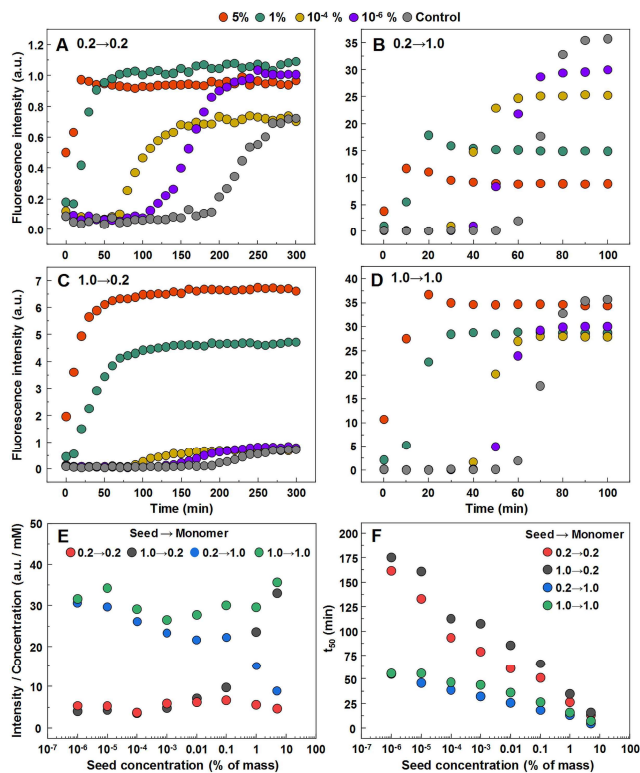 5% 1% 10⁻⁴ % 10⁻⁶ % Control
A 0.2→0.2
B 0.2→1.0
Fluorescence intensity (a.u.)
1.2
1.0
0.8
0.6
0.4
0.2
0.0
0 50 100 150 200 250 300
35
30
25
20
15
10
5
0
0 20 40 60 80 100
C 1.0→0.2
D 1.0→1.0
Fluorescence intensity (a.u.)
7
6
5
4
3
2
1
0
0 50 100 150 200 250 300
Time (min)
40
35
30
25
20
15
10
5
0
0 20 40 60 80 100
Time (min)
E Seed → Monomer
0.2→0.2 1.0→0.2 0.2→1.0 1.0→1.0
Intensity / Concentration (a.u. / mM)
50
40
30
20
10
0
10⁻⁷ 10⁻⁶ 10⁻⁵ 10⁻⁴ 10⁻³ 0.01 0.1 1 10 100
Seed concentration (% of mass)
F Seed → Monomer
0.2→0.2
1.0→0.2
0.2→1.0
1.0→1.0
t₅₀ (min)
200
175
150
125
100
75
50
25
0
10⁻⁷ 10⁻⁶ 10⁻⁵ 10⁻⁴ 10⁻³ 0.01 0.1 1 10 100
Seed concentration (% of mass)